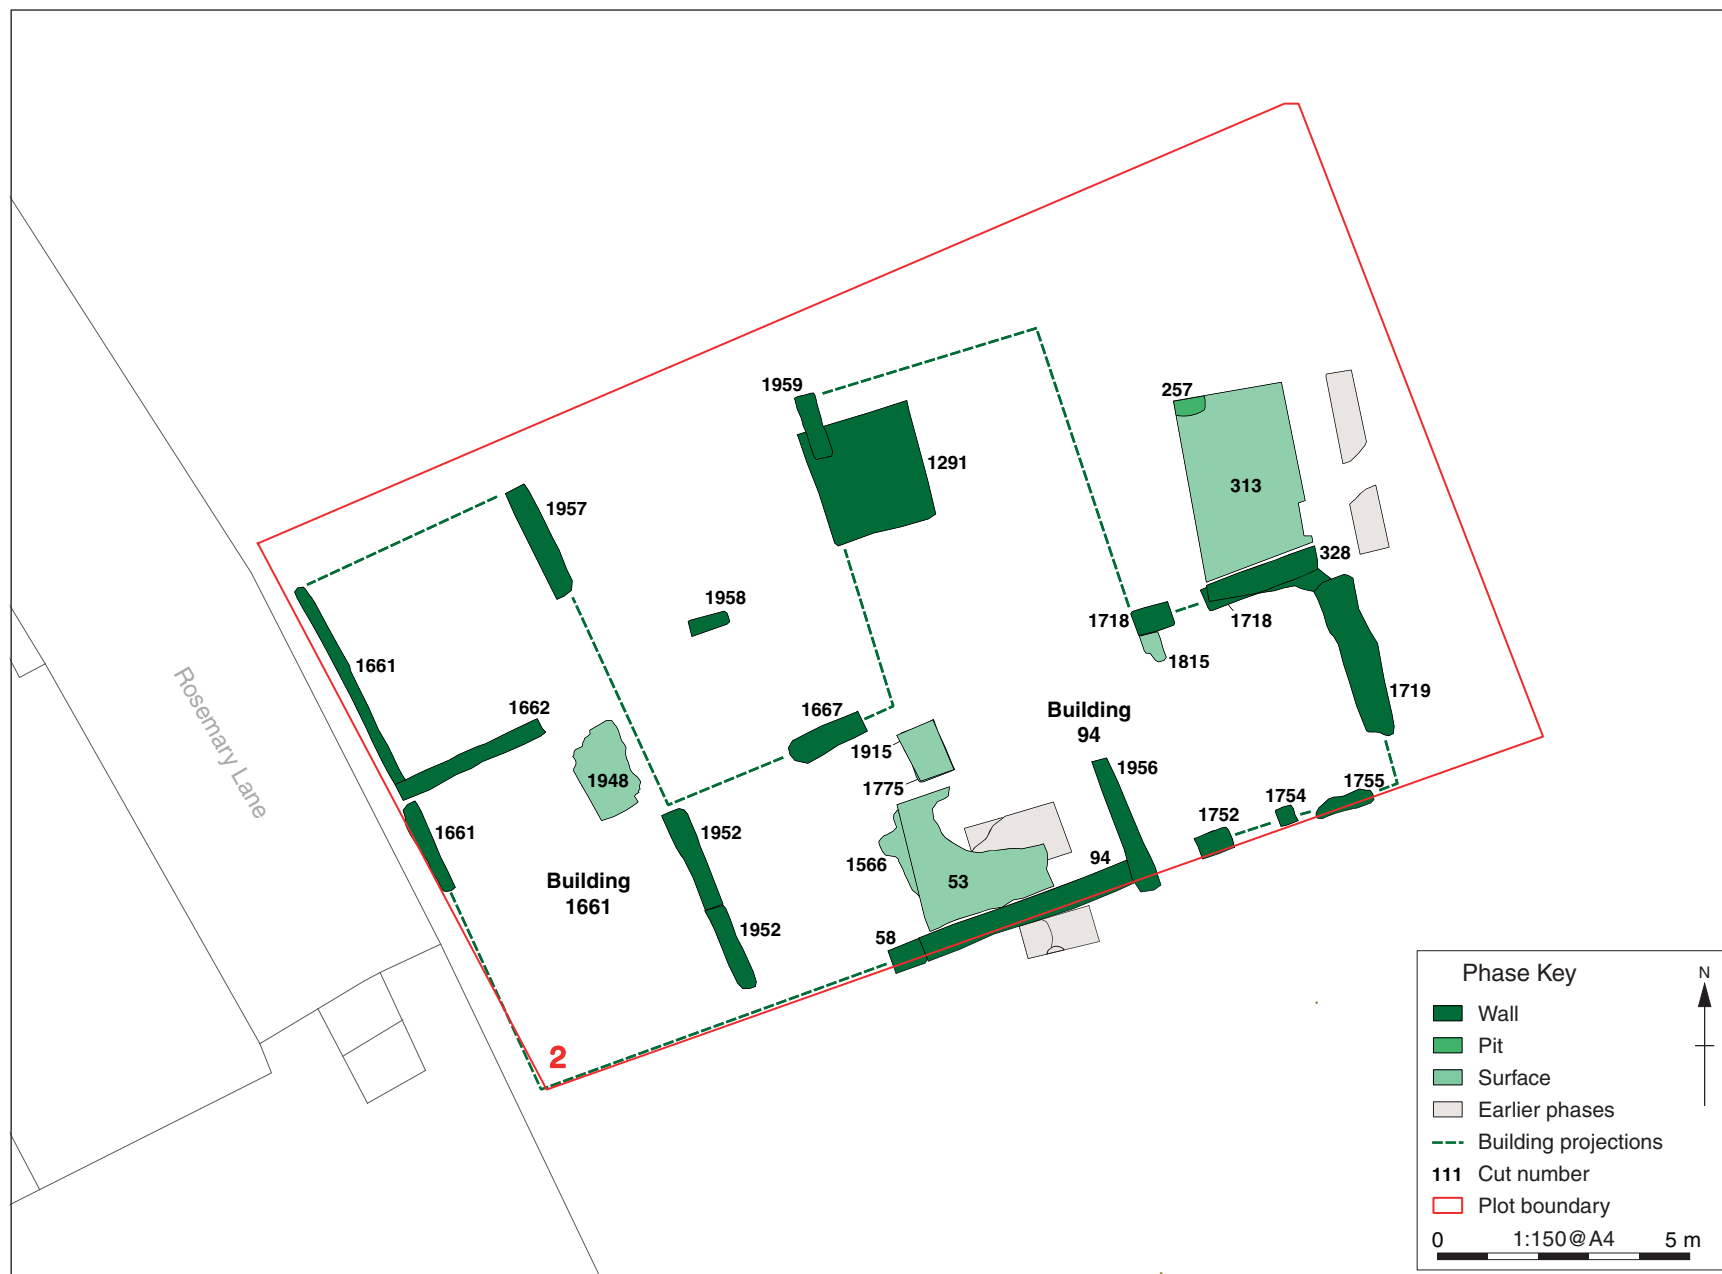 1959
257
1291
313
1957
328
1958
1718
1718
1661
1815
1662
1719
1667
Building
94
1915
1956
1948
1775
1755
1754
1752
1952
1661
94
1566
Building
1661
53
1952
58
2
Rosemary Lane
Phase Key
N
Wall
Pit
Surface
Earlier phases
Building projections
111 Cut number
Plot boundary
0 1:150@A4 5 m